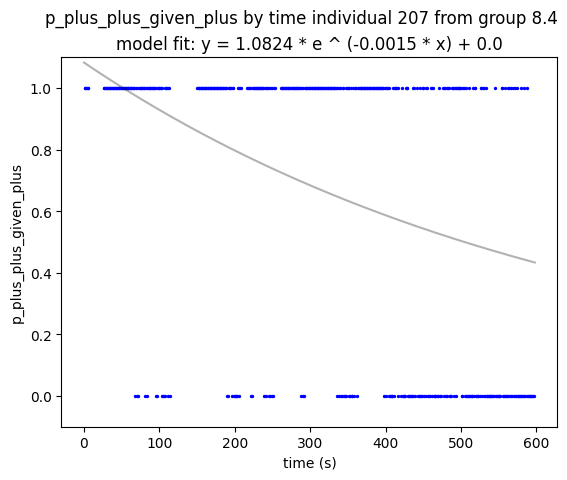 p_plus_plus_given_plus by time individual 207 from group 8.4
model fit: y = 1.0824 * e ^ (-0.0015 * x) + 0.0
p_plus_plus_given_plus
1.0
0.8
0.6
0.4
0.2
0.0
0 100 200 300 400 500 600
time (s)